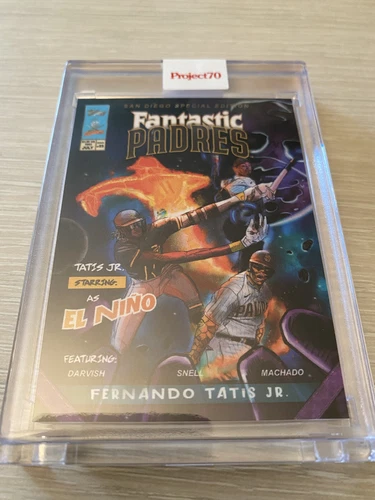 Project70
SAN DIEGO SPECIAL EDITION
Fantastic
PADRES
JULY
TATIS JR.
STARRING:
AS
EL NIÑO
FEATURING:
DARVISH SNELL MACHADO
FERNANDO TATIS JR.